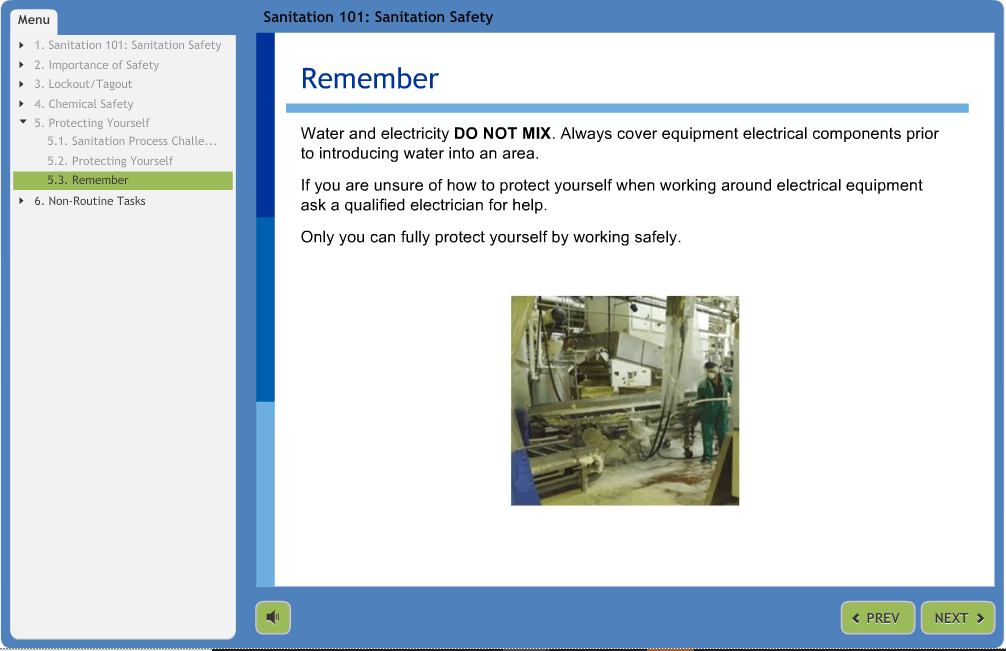 Menu
1. Sanitation 101: Sanitation Safety
2. Importance of Safety
3. Lockout/Tagout
4. Chemical Safety
5. Protecting Yourself
5.1. Sanitation Process Challe...
5.2. Protecting Yourself
5.3. Remember
6. Non-Routine Tasks
Sanitation 101: Sanitation Safety
Remember
Water and electricity DO NOT MIX. Always cover equipment electrical components prior
to introducing water into an area.
If you are unsure of how to protect yourself when working around electrical equipment
ask a qualified electrician for help.
Only you can fully protect yourself by working safely.
PREV
NEXT